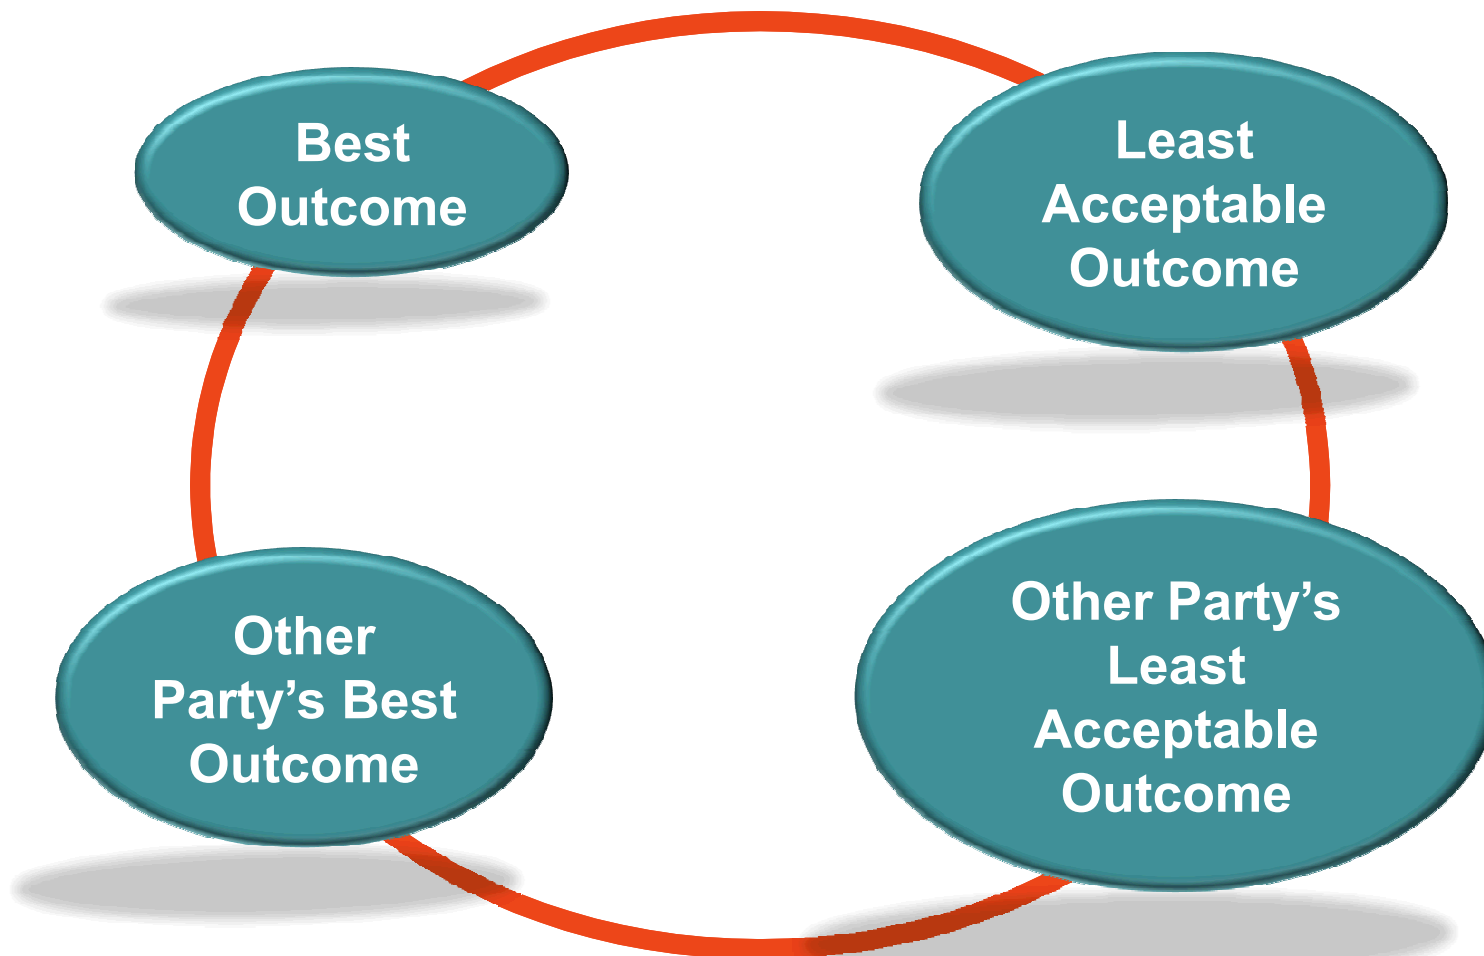 Best
Outcome
Least
Acceptable
Outcome
Other
Party’s Best
Outcome
Other Party’s
Least
Acceptable
Outcome